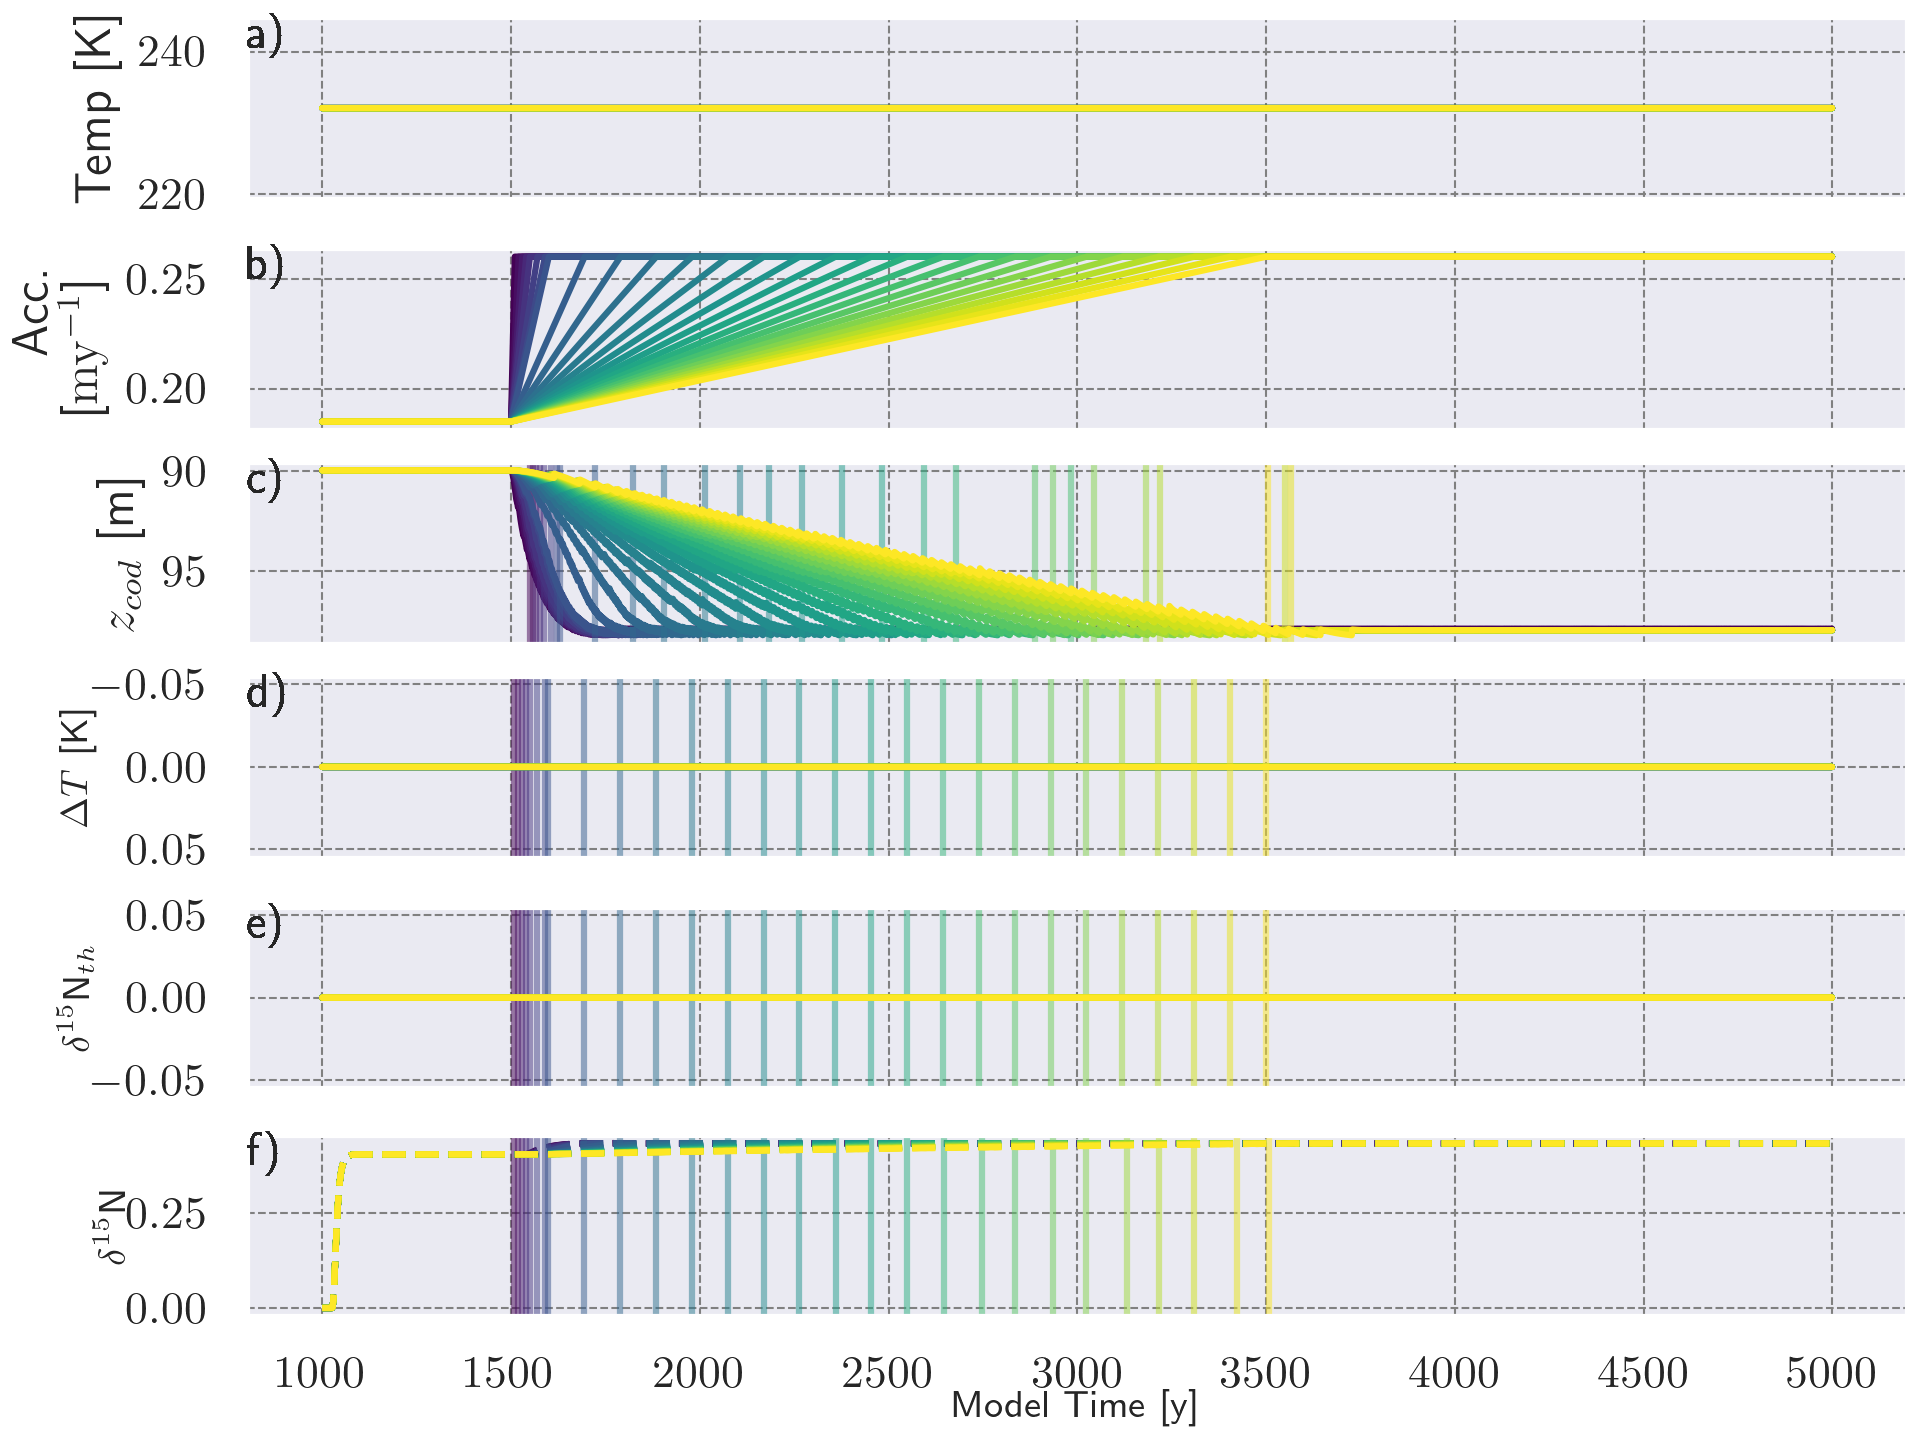 a)
Temp [K]
240
220
b)
Acc.
[my⁻¹]
0.25
0.20
c)
z_cod [m]
90
95
d)
ΔT [K]
−0.05
0.00
0.05
e)
δ¹⁵N_th
0.05
0.00
−0.05
f)
δ¹⁵N
0.25
0.00
1000 1500 2000 2500 3000 3500 4000 4500 5000
Model Time [y]